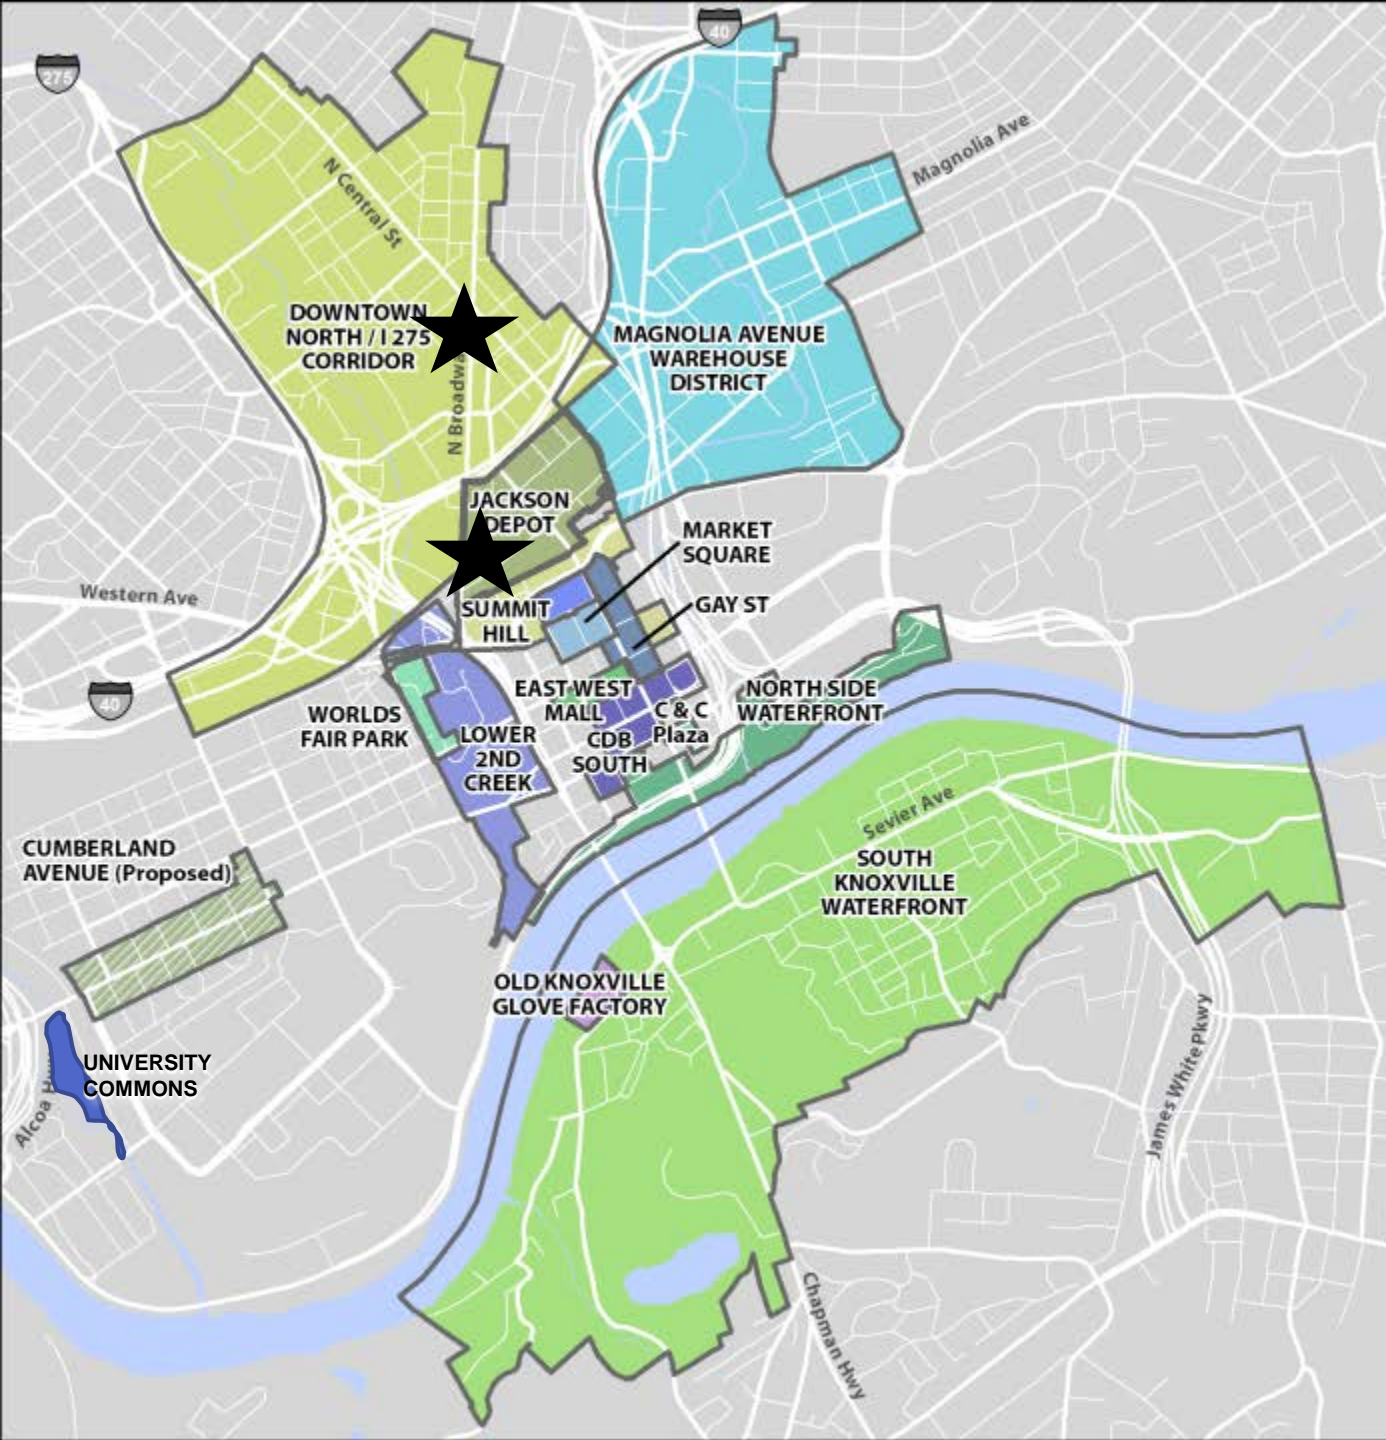 40
275
Magnolia Ave
N Central St
DOWNTOWN
NORTH / I 275
CORRIDOR
MAGNOLIA AVENUE
WAREHOUSE
DISTRICT
N Broadwa
JACKSON
DEPOT
MARKET
SQUARE
Western Ave
SUMMIT
HILL
GAY ST
40
EAST WEST
MALL
NORTH SIDE
WATERFRONT
WORLDS
FAIR PARK
C & C
Plaza
LOWER
2ND
CREEK
CDB
SOUTH
Sevier Ave
CUMBERLAND
AVENUE (Proposed)
SOUTH
KNOXVILLE
WATERFRONT
OLD KNOXVILLE
GLOVE FACTORY
UNIVERSITY
COMMONS
Alcoa H
James White Pkwy
Chapman Hwy